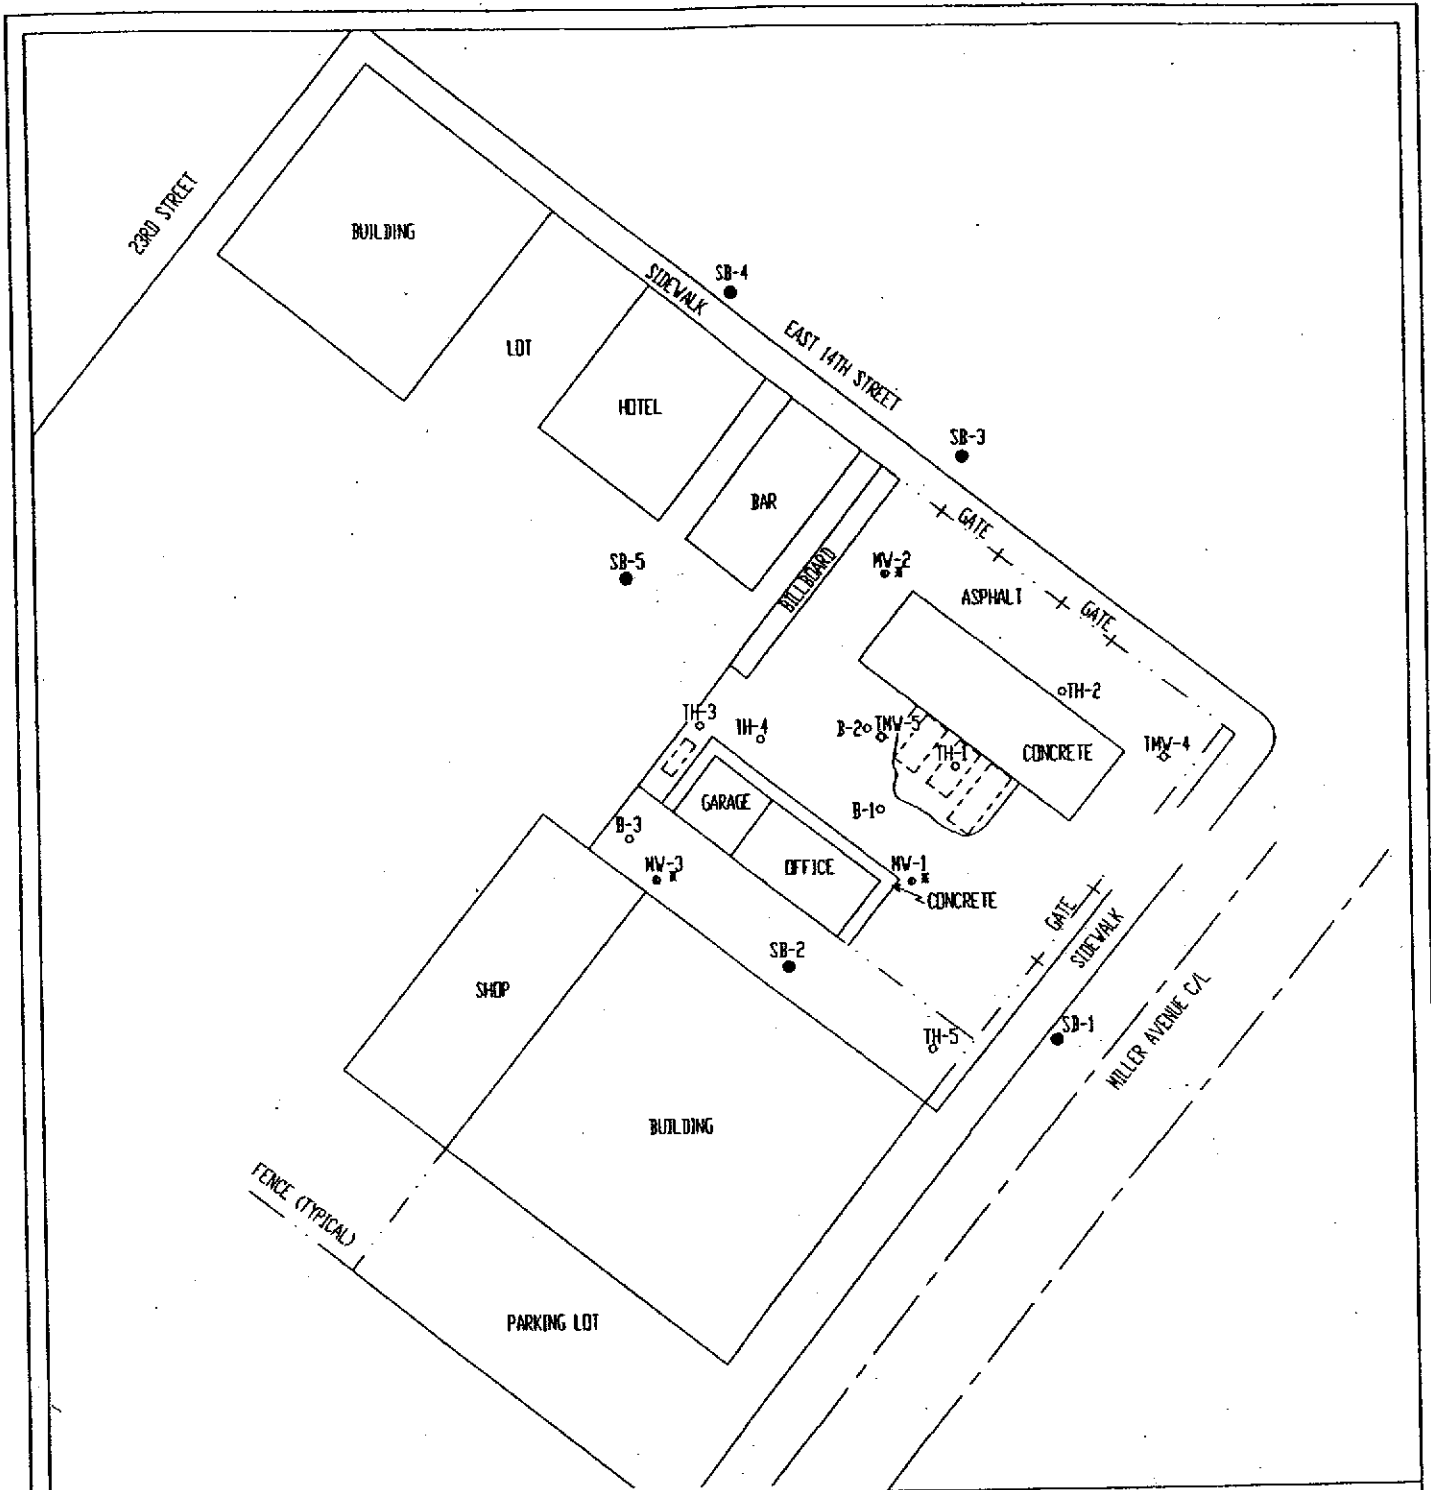 23RD STREET
BUILDING
SIDEWALK
SB-4
LOT
EAST 14TH STREET
HOTEL
SB-3
BAR
GATE
MW-2
*
SB-5
BILLBOARD
ASPHALT
GATE
TH-2
TH-3
TH-4
B-2
TMW-5
TH-1
CONCRETE
TMW-4
GARAGE
B-1
B-3
MW-3
*
OFFICE
MW-1
*
CONCRETE
GATE
SIDEWALK
SB-2
SHOP
TH-5
SB-1
MILLER AVENUE C/L
BUILDING
FENCE (TYPICAL)
PARKING LOT